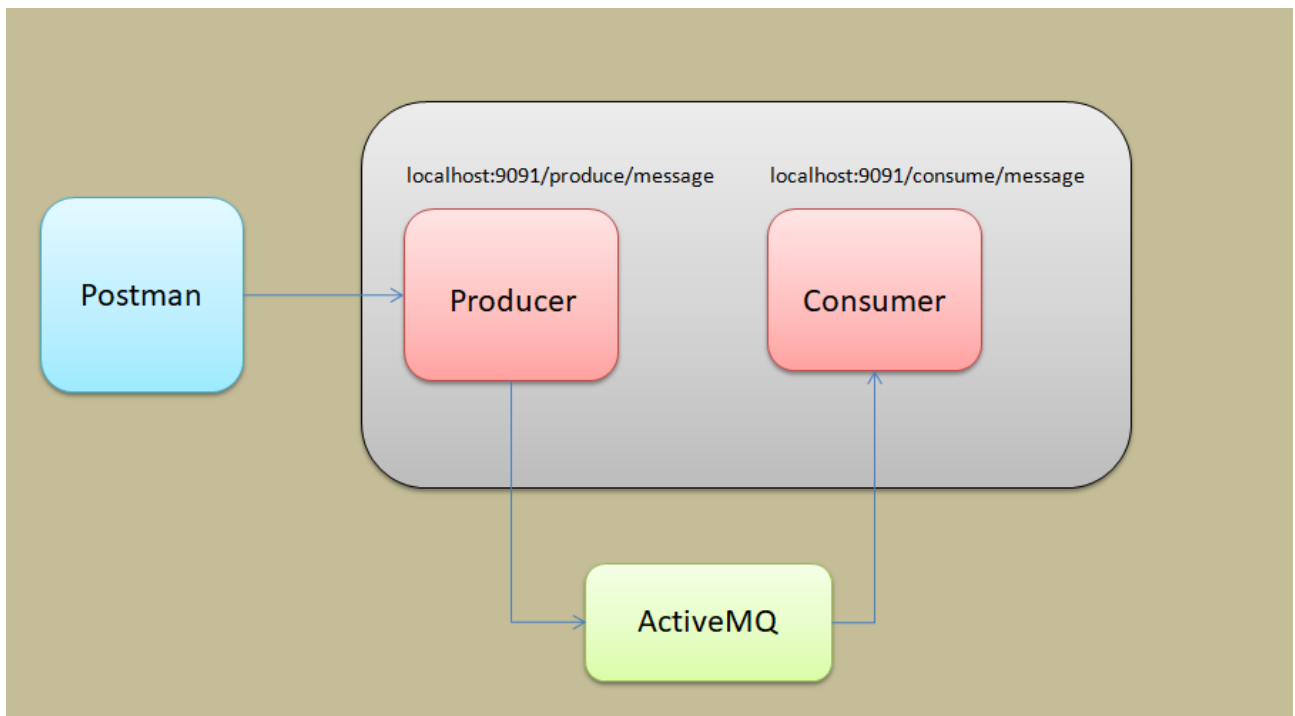 localhost:9091/produce/message
localhost:9091/consume/message
Postman
Producer
Consumer
ActiveMQ